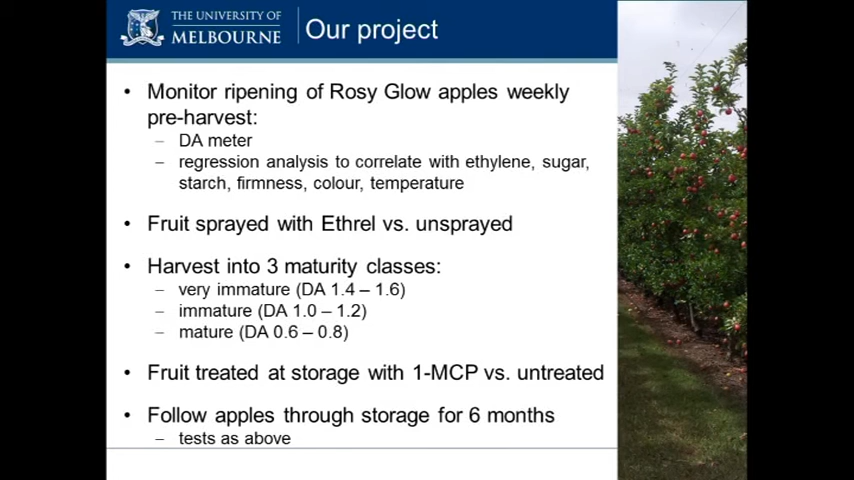 THE UNIVERSITY OF
MELBOURNE
Our project
• Monitor ripening of Rosy Glow apples weekly
pre-harvest:
– DA meter
– regression analysis to correlate with ethylene, sugar,
starch, firmness, colour, temperature
• Fruit sprayed with Ethrel vs. unsprayed
• Harvest into 3 maturity classes:
– very immature (DA 1.4 – 1.6)
– immature (DA 1.0 – 1.2)
– mature (DA 0.6 – 0.8)
• Fruit treated at storage with 1-MCP vs. untreated
• Follow apples through storage for 6 months
– tests as above